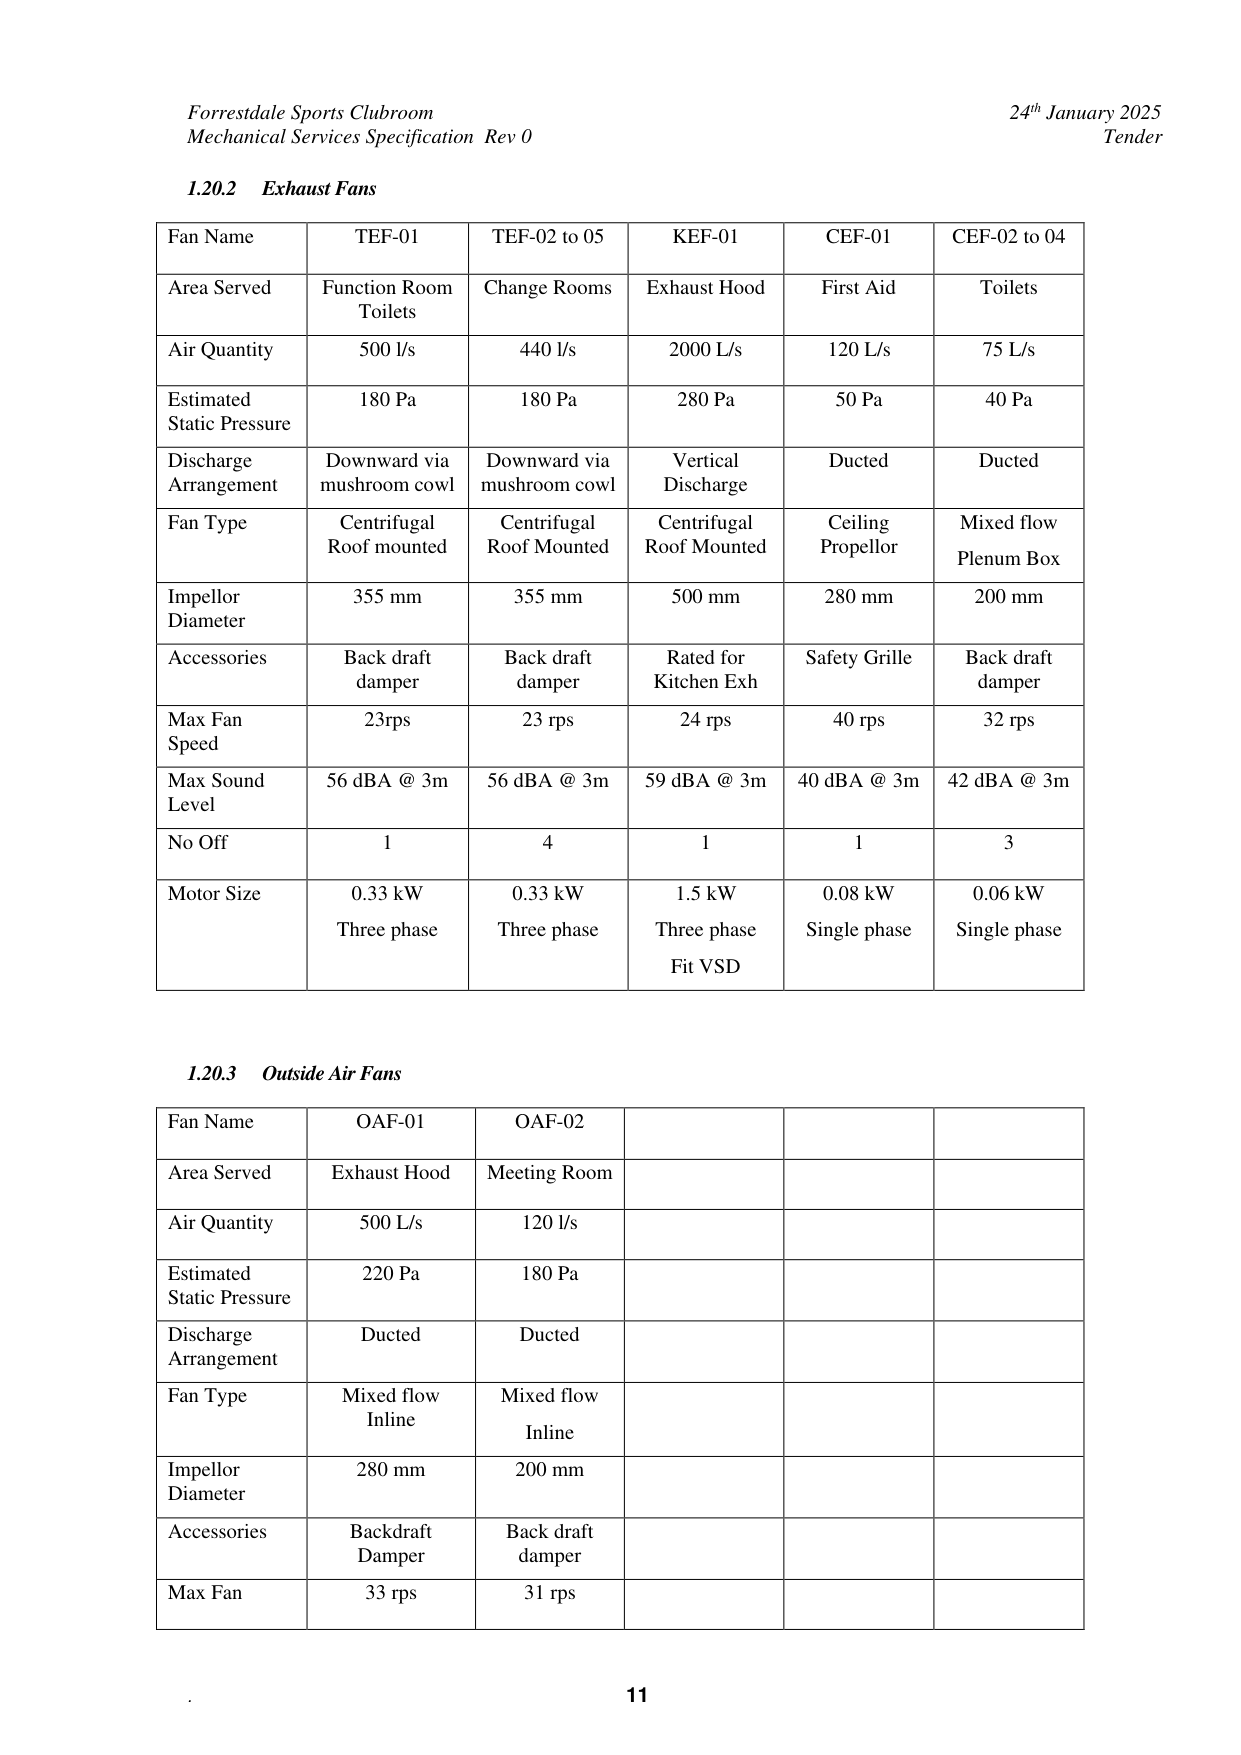 Forrestdale Sports Clubroom 24th January 2025
Mechanical Services Specification Rev 0 Tender
1.20.2 Exhaust Fans
Fan Name TEF-01 TEF-02 to 05 KEF-01 CEF-01 CEF-02 to 04
Area Served Function Room Change Rooms Exhaust Hood First Aid Toilets
Toilets
Air Quantity 500 l/s 440 l/s 2000 L/s 120 L/s 75 L/s
Estimated 180 Pa 180 Pa 280 Pa 50 Pa 40 Pa
Static Pressure
Discharge Downward via Downward via Vertical Ducted Ducted
Arrangement mushroom cowl mushroom cowl Discharge
Fan Type Centrifugal Centrifugal Centrifugal Ceiling Mixed flow
Roof mounted Roof Mounted Roof Mounted Propellor
Plenum Box
Impellor 355 mm 355 mm 500 mm 280 mm 200 mm
Diameter
Accessories Back draft Back draft Rated for Safety Grille Back draft
damper damper Kitchen Exh damper
Max Fan 23rps 23 rps 24 rps 40 rps 32 rps
Speed
Max Sound 56 dBA @ 3m 56 dBA @ 3m 59 dBA @ 3m 40 dBA @ 3m 42 dBA @ 3m
Level
No Off 1 4 1 1 3
Motor Size 0.33 kW 0.33 kW 1.5 kW 0.08 kW 0.06 kW
Three phase Three phase Three phase Single phase Single phase
Fit VSD
1.20.3 Outside Air Fans
Fan Name OAF-01 OAF-02
Area Served Exhaust Hood Meeting Room
Air Quantity 500 L/s 120 l/s
Estimated 220 Pa 180 Pa
Static Pressure
Discharge Ducted Ducted
Arrangement
Fan Type Mixed flow Mixed flow
Inline
Inline
Impellor 280 mm 200 mm
Diameter
Accessories Backdraft Back draft
Damper damper
Max Fan 33 rps 31 rps
. 11